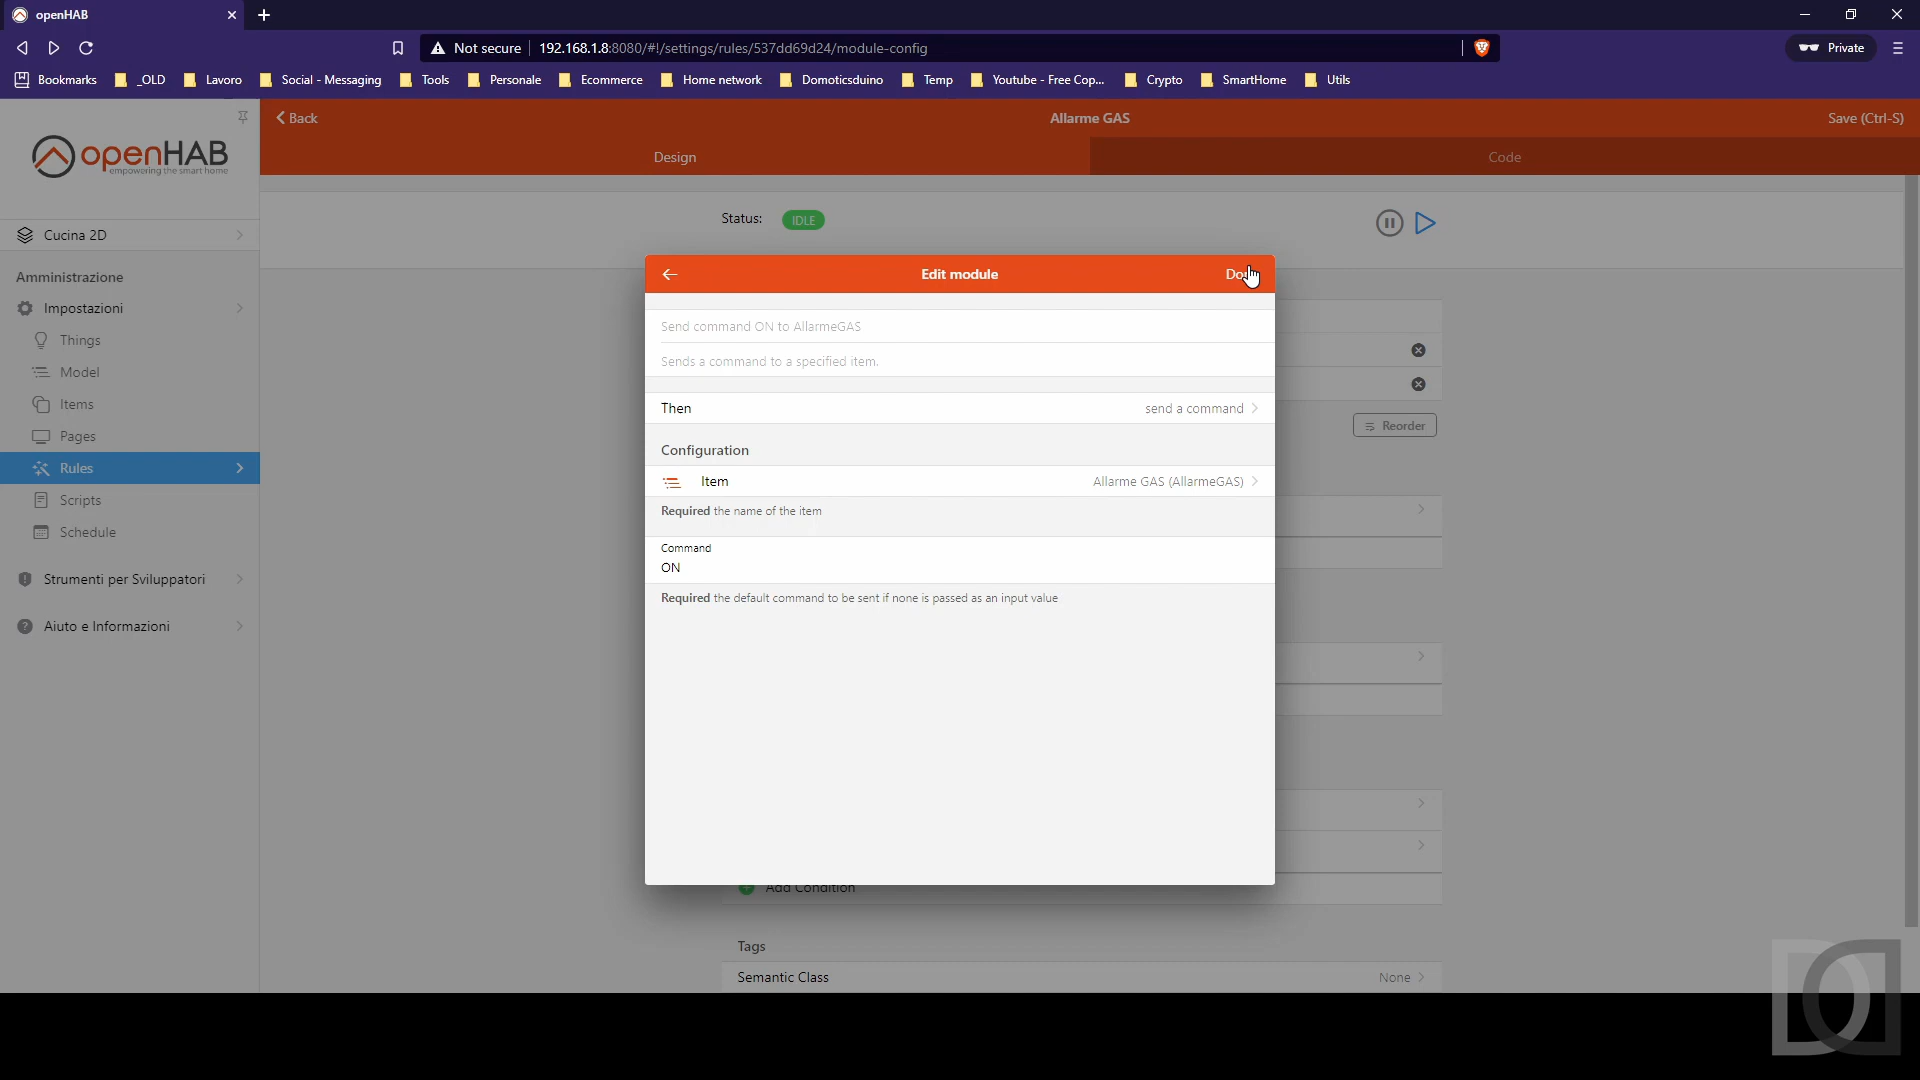 openHAB
Not secure
192.168.1.8:8080/#!/settings/rules/537dd69d24/module-config
Private
Bookmarks
_OLD
Lavoro
Social - Messaging
Tools
Personale
Ecommerce
Home network
Domoticsduino
Temp
Youtube - Free Cop...
Crypto
SmartHome
Utils
Back
Allarme GAS
Save (Ctrl-S)
openHAB
empowering the smart home
Design
Code
Cucina 2D
Status:
IDLE
Amministrazione
Impostazioni
Things
Model
Items
Pages
Rules
Scripts
Schedule
Strumenti per Sviluppatori
Aiuto e Informazioni
Edit module
Send command ON to AllarmeGAS
Sends a command to a specified item.
Then
send a command
Configuration
Item
Allarme GAS (AllarmeGAS)
Required the name of the item
Command
ON
Required the default command to be sent if none is passed as an input value
Reorder
Add Condition
Tags
Semantic Class
None